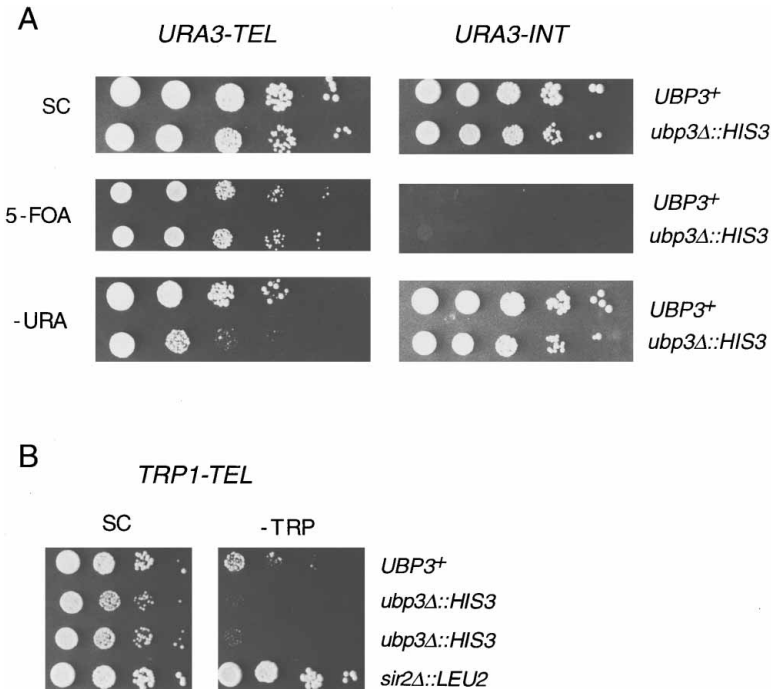 A
URA3-TEL URA3-INT
SC
UBP3+
ubp3Δ::HIS3
5-FOA
UBP3+
ubp3Δ::HIS3
-URA
UBP3+
ubp3Δ::HIS3
B
TRP1-TEL
SC -TRP
UBP3+
ubp3Δ::HIS3
ubp3Δ::HIS3
sir2Δ::LEU2